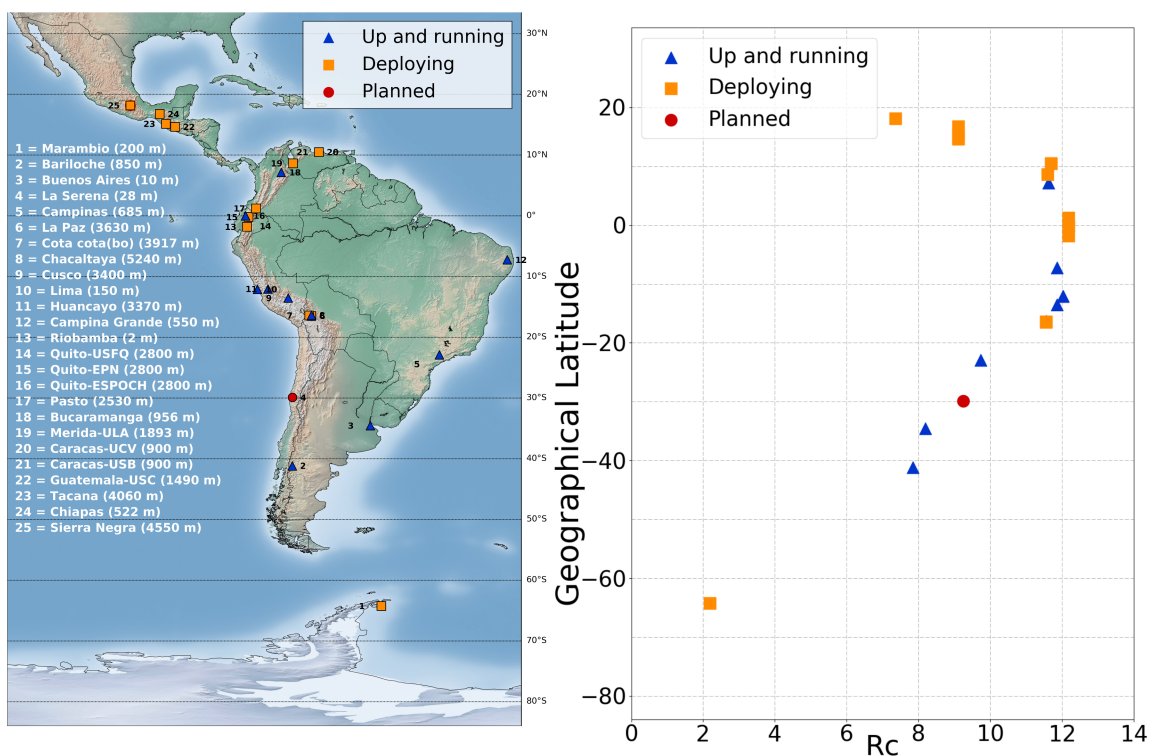 Up and running
Deploying
Planned
30°N
20°N
10°N
0°
10°S
20°S
30°S
40°S
50°S
60°S
70°S
80°S
25
24
23
22
21
20
19
18
17
16
15
13
14
12
11
10
9
7
8
5
4
3
2
1
1 = Marambio (200 m)
2 = Bariloche (850 m)
3 = Buenos Aires (10 m)
4 = La Serena (28 m)
5 = Campinas (685 m)
6 = La Paz (3630 m)
7 = Cota cota(bo) (3917 m)
8 = Chacaltaya (5240 m)
9 = Cusco (3400 m)
10 = Lima (150 m)
11 = Huancayo (3370 m)
12 = Campina Grande (550 m)
13 = Riobamba (2 m)
14 = Quito-USFQ (2800 m)
15 = Quito-EPN (2800 m)
16 = Quito-ESPOCH (2800 m)
17 = Pasto (2530 m)
18 = Bucaramanga (956 m)
19 = Merida-ULA (1893 m)
20 = Caracas-UCV (900 m)
21 = Caracas-USB (900 m)
22 = Guatemala-USC (1490 m)
23 = Tacana (4060 m)
24 = Chiapas (522 m)
25 = Sierra Negra (4550 m)
Up and running
Deploying
Planned
Geographical Latitude
20
0
−20
−40
−60
−80
0 2 4 6 8 10 12 14
Rc